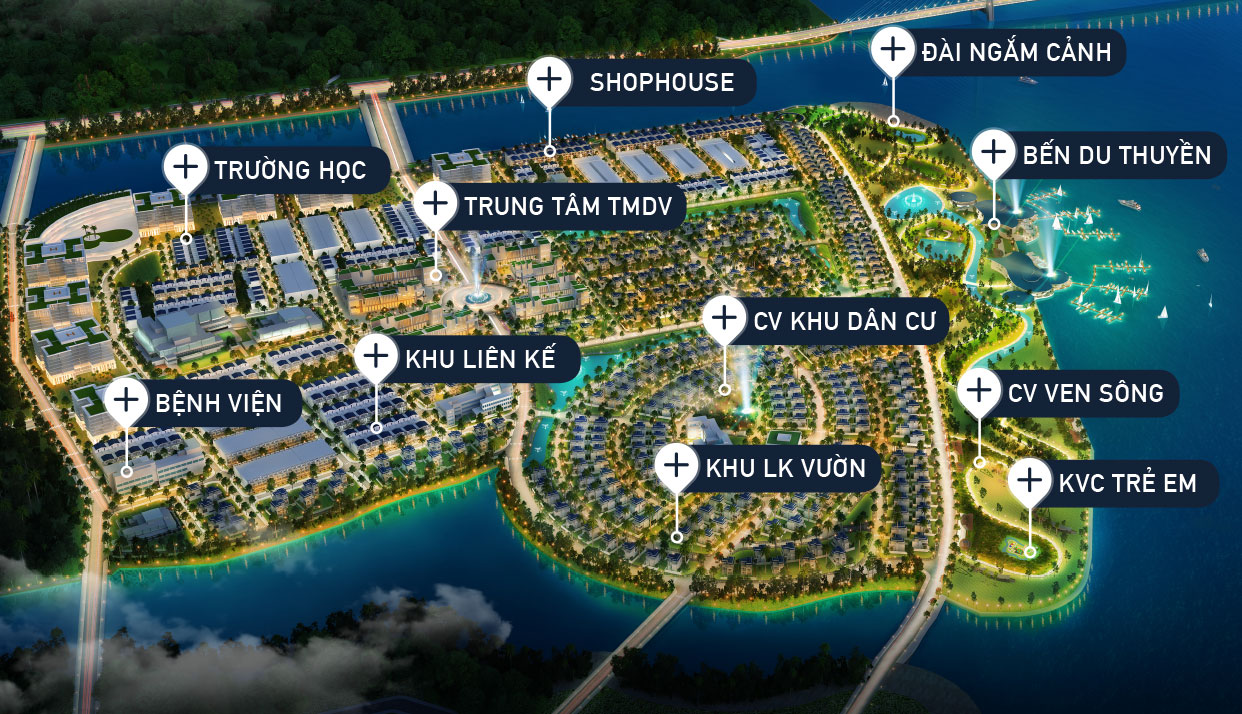 ĐÀI NGẮM CẢNH
SHOPHOUSE
BẾN DU THUYỀN
TRƯỜNG HỌC
TRUNG TÂM TMDV
CV KHU DÂN CƯ
KHU LIÊN KẾ
CV VEN SÔNG
BỆNH VIỆN
KHU LK VƯỜN
KVC TRẺ EM